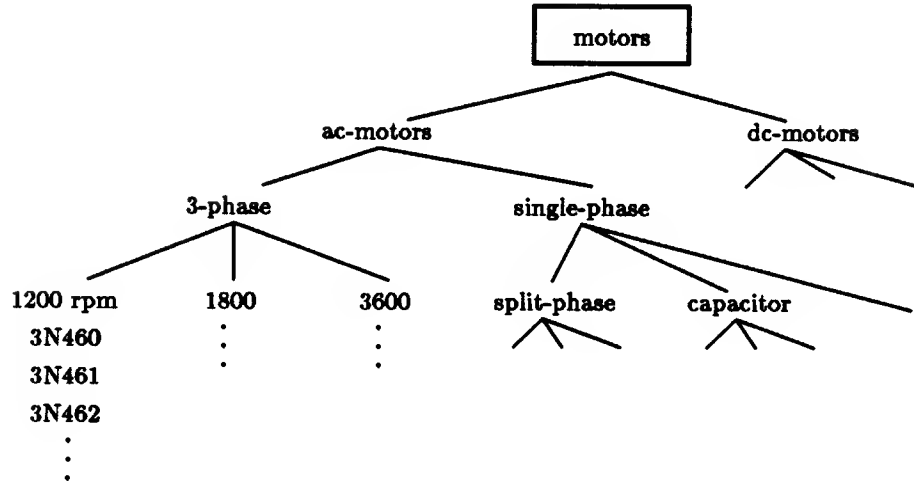 motors
ac-motors dc-motors
3-phase single-phase
1200 rpm 1800 3600 split-phase capacitor
3N460
3N461
3N462